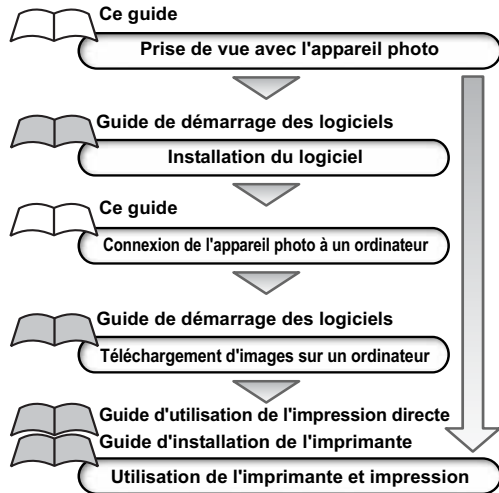 Ce guide
Prise de vue avec l'appareil photo
Guide de démarrage des logiciels
Installation du logiciel
Ce guide
Connexion de l'appareil photo à un ordinateur
Guide de démarrage des logiciels
Téléchargement d'images sur un ordinateur
Guide d'utilisation de l'impression directe
Guide d'installation de l'imprimante
Utilisation de l'imprimante et impression